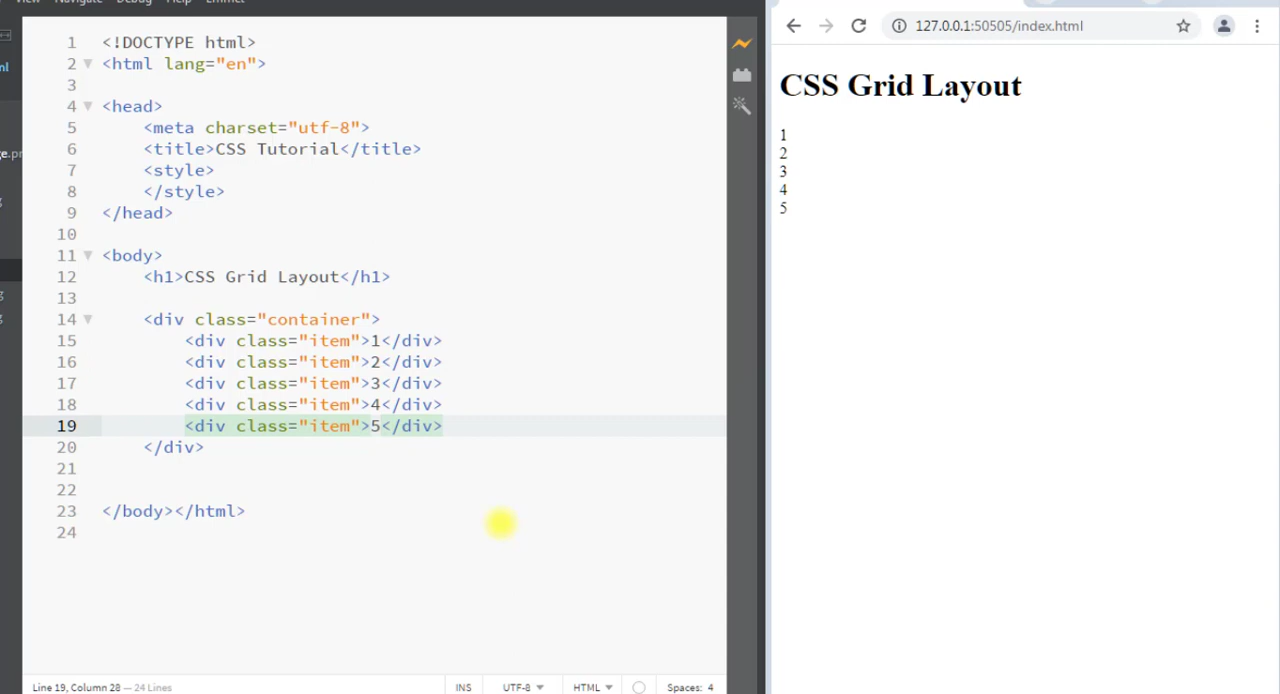 View Navigate Debug Help Emmet
1 <!DOCTYPE html>
2 <html lang="en">
3
4 <head>
5 <meta charset="utf-8">
6 <title>CSS Tutorial</title>
7 <style>
8 </style>
9 </head>
10
11 <body>
12 <h1>CSS Grid Layout</h1>
13
14 <div class="container">
15 <div class="item">1</div>
16 <div class="item">2</div>
17 <div class="item">3</div>
18 <div class="item">4</div>
19 <div class="item">5</div>
20 </div>
21
22
23 </body></html>
24
Line 19, Column 28 — 24 Lines
INS UTF-8 HTML Spaces: 4
127.0.0.1:50505/index.html
CSS Grid Layout
1
2
3
4
5